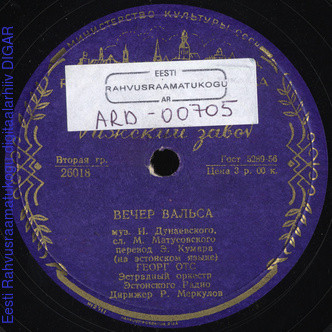 Eesti Rahvusraamatukogu digitaalarhiiv DIGAR
МИНИСТЕРСТВО КУЛЬТУРЫ
EESTI
RAHVUSRAAMATUKOGU
AR
ARD-00705
Рижский завод
Вторая гр.
26018
Гост 5289-56
Цена 3 р. 00 к.
ВЕЧЕР ВАЛЬСА
муз. И. Дунаевского,
сл. М. Матусовского
перевод Э. Кумара
(на эстонском языке)
ГЕОРГ ОТС
Эстрадный оркестр
Эстонского Радио
Дирижер Р. Меркулов